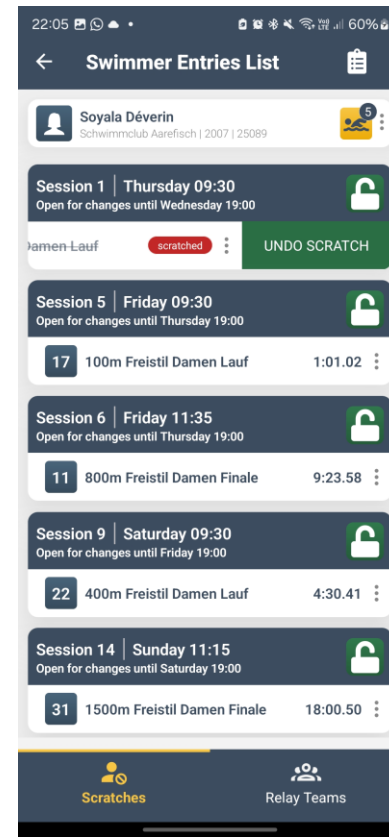 22:05 60%
Swimmer Entries List
Soyala Déverin
Schwimmclub Aarefisch | 2007 | 25089
5
Session 1 | Thursday 09:30
Open for changes until Wednesday 19:00
Damen Lauf scratched UNDO SCRATCH
Session 5 | Friday 09:30
Open for changes until Thursday 19:00
17 100m Freistil Damen Lauf 1:01.02
Session 6 | Friday 11:35
Open for changes until Thursday 19:00
11 800m Freistil Damen Finale 9:23.58
Session 9 | Saturday 09:30
Open for changes until Friday 19:00
22 400m Freistil Damen Lauf 4:30.41
Session 14 | Sunday 11:15
Open for changes until Saturday 19:00
31 1500m Freistil Damen Finale 18:00.50
Scratches Relay Teams